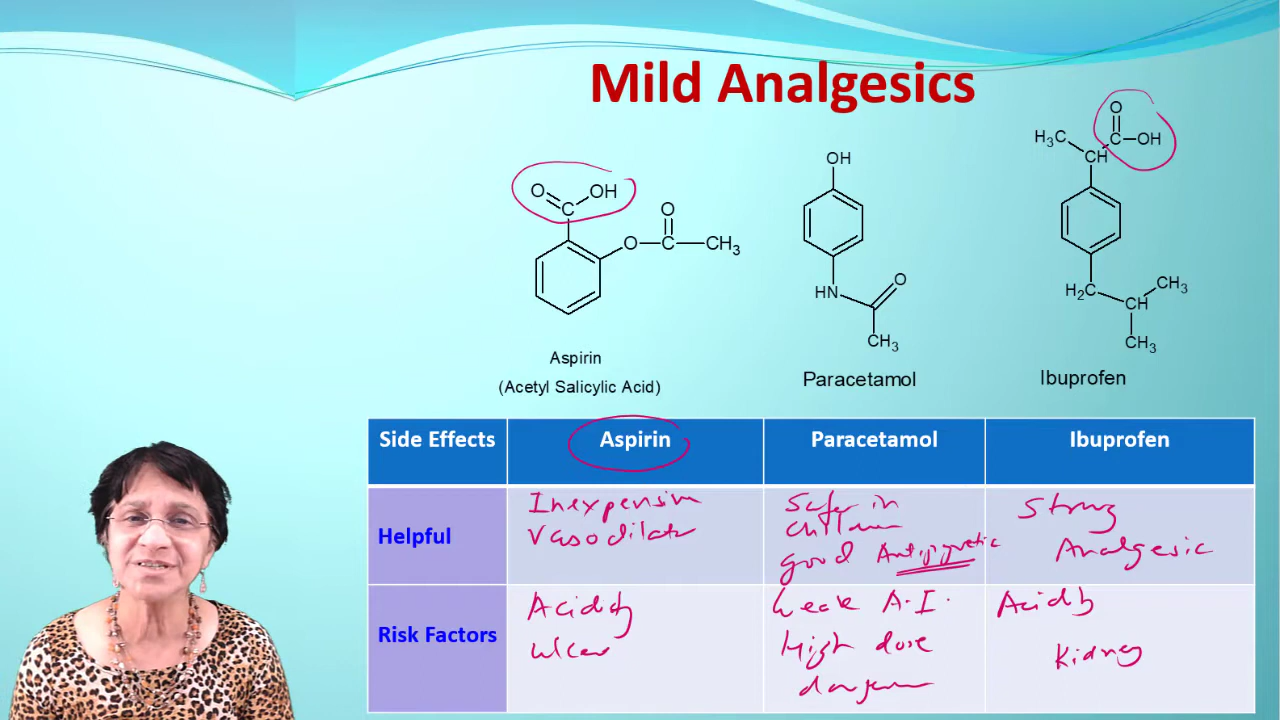 Mild Analgesics
O
OH
C
O
O
C
CH3
Aspirin
(Acetyl Salicylic Acid)
OH
HN
O
CH3
Paracetamol
O
H3C
C
OH
CH
H2C
CH3
CH
CH3
Ibuprofen
Side Effects
Aspirin
Paracetamol
Ibuprofen
Helpful
Inexpensive
Vasodilator
Safer in
children
good Antipyretic
Strong
Analgesic
Risk Factors
Acidity
Ulcer
Weak A.I.
High dose
danger
Acidity
Kidney